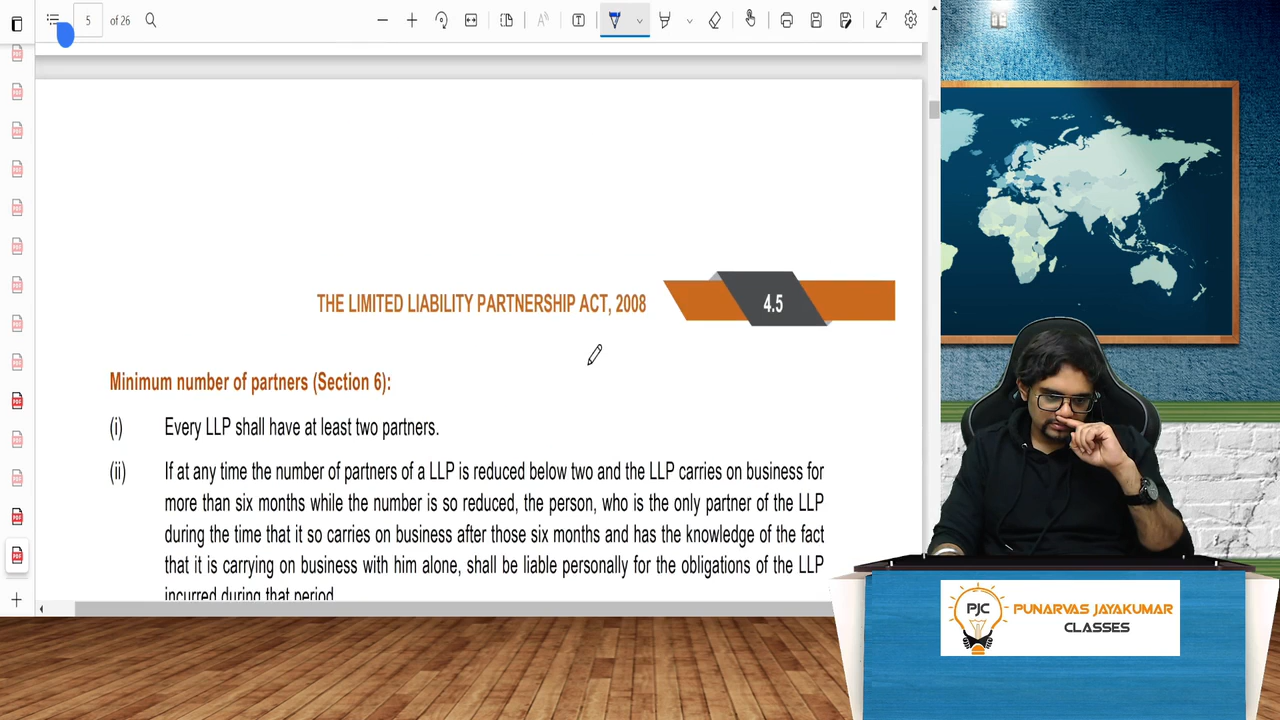 5 of 26
THE LIMITED LIABILITY PARTNERSHIP ACT, 2008
4.5
Minimum number of partners (Section 6):
(i) Every LLP shall have at least two partners.
(ii) If at any time the number of partners of a LLP is reduced below two and the LLP carries on business for
more than six months while the number is so reduced, the person, who is the only partner of the LLP
during the time that it so carries on business after those six months and has the knowledge of the fact
that it is carrying on business with him alone, shall be liable personally for the obligations of the LLP
incurred during that period.
PJC
PUNARVAS JAYAKUMAR
CLASSES